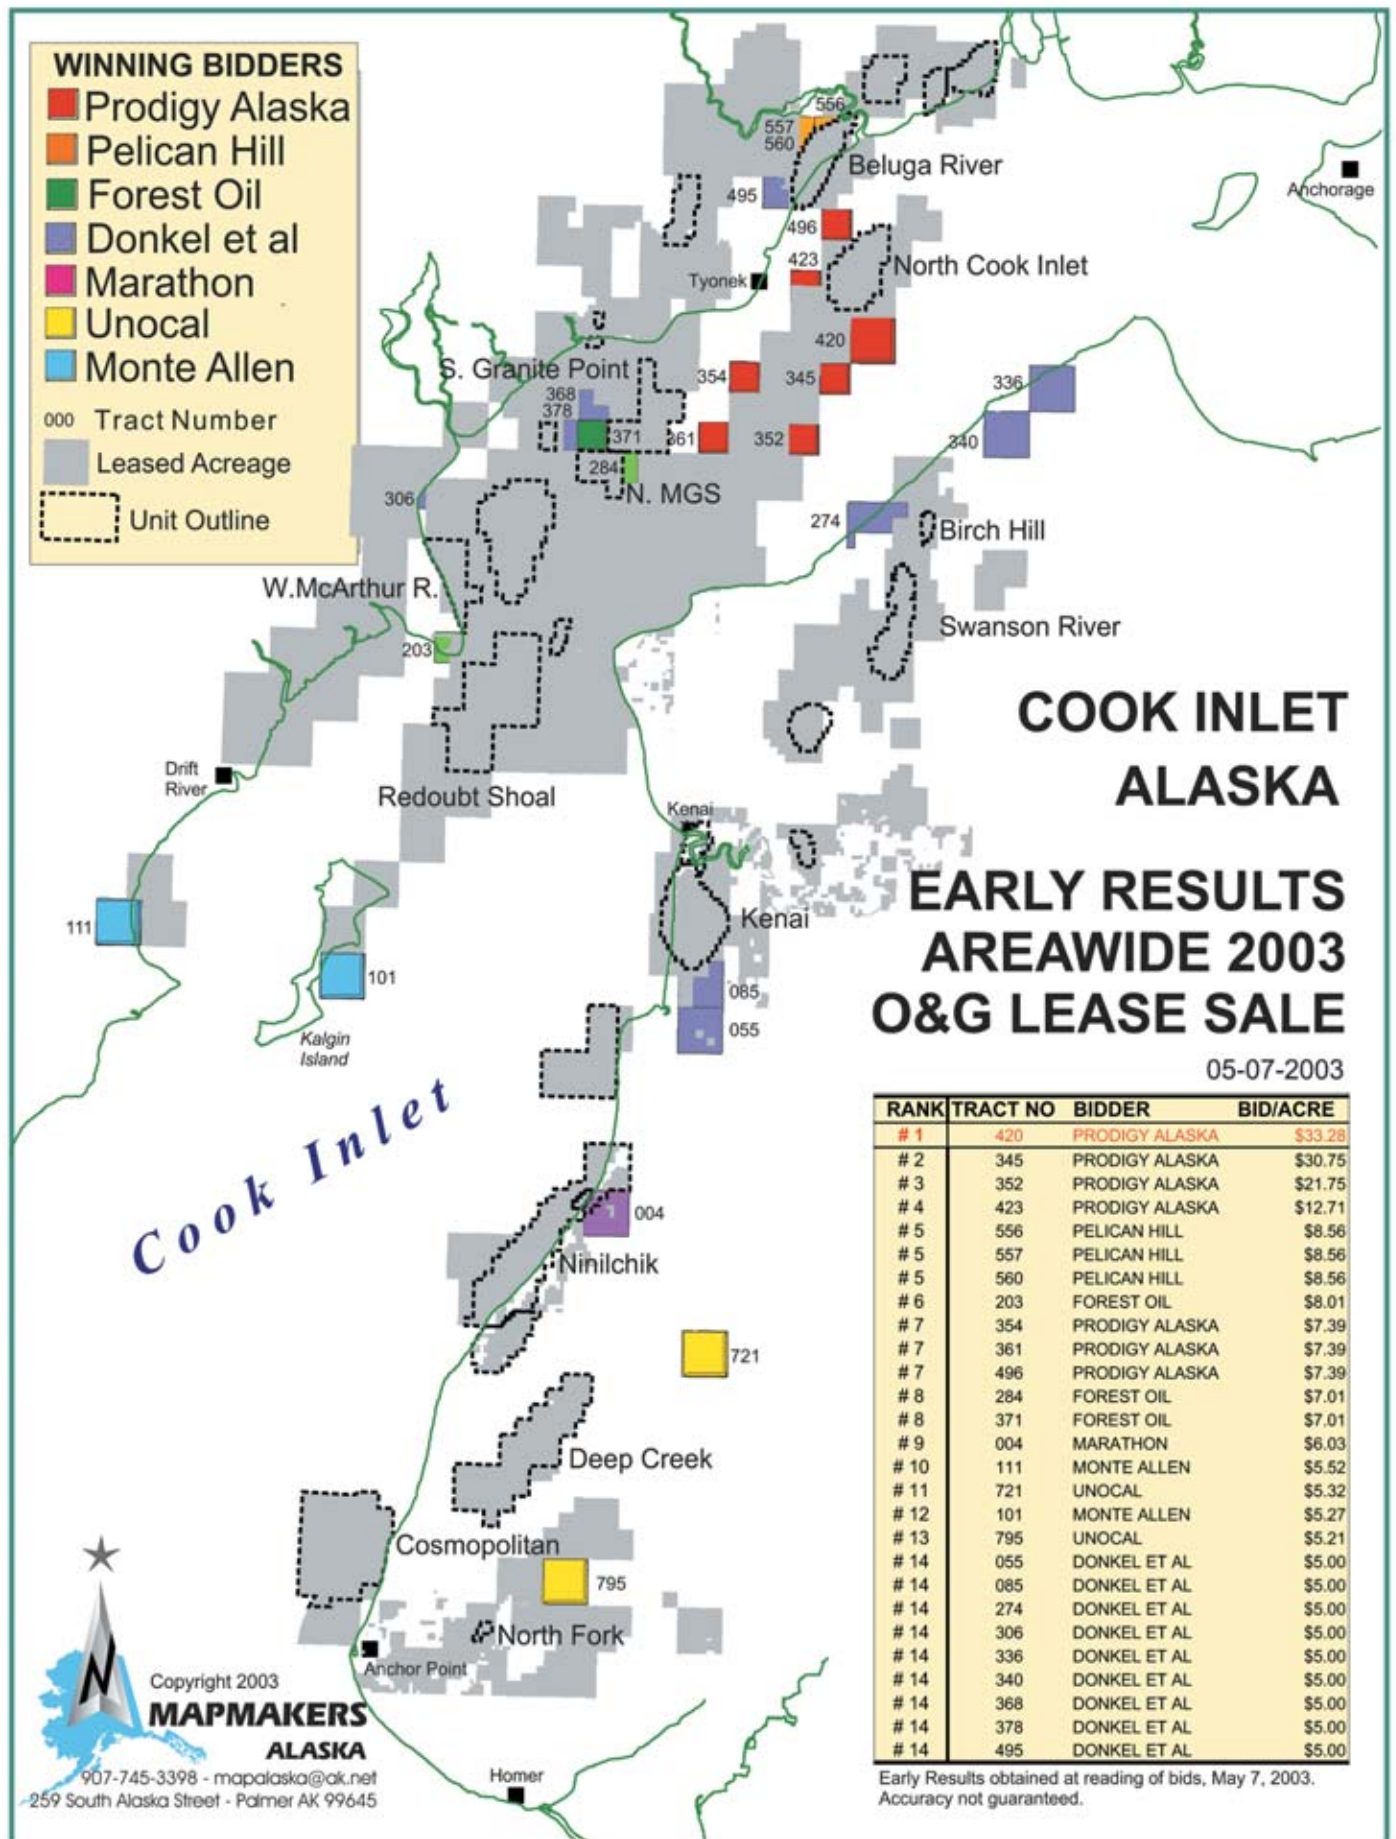 WINNING BIDDERS
Prodigy Alaska
Pelican Hill
Forest Oil
Donkel et al
Marathon
Unocal
Monte Allen
000 Tract Number
Leased Acreage
Unit Outline
556
557
560
Beluga River
Anchorage
495
496
423
North Cook Inlet
Tyonek
420
S. Granite Point
354
345
336
368
378
371
361
352
340
284
N. MGS
306
274
Birch Hill
W.McArthur R.
Swanson River
203
COOK INLET
ALASKA
Drift
River
Redoubt Shoal
Kenai
EARLY RESULTS
AREAWIDE 2003
O&G LEASE SALE
05-07-2003
111
Kenai
101
085
055
Kalgin
Island
Cook Inlet
004
Ninilchik
721
Deep Creek
Cosmopolitan
795
North Fork
Anchor Point
Homer
RANK TRACT NO BIDDER BID/ACRE
# 1 420 PRODIGY ALASKA $33.28
# 2 345 PRODIGY ALASKA $30.75
# 3 352 PRODIGY ALASKA $21.75
# 4 423 PRODIGY ALASKA $12.71
# 5 556 PELICAN HILL $8.56
# 5 557 PELICAN HILL $8.56
# 5 560 PELICAN HILL $8.56
# 6 203 FOREST OIL $8.01
# 7 354 PRODIGY ALASKA $7.39
# 7 361 PRODIGY ALASKA $7.39
# 7 496 PRODIGY ALASKA $7.39
# 8 284 FOREST OIL $7.01
# 8 371 FOREST OIL $7.01
# 9 004 MARATHON $6.03
# 10 111 MONTE ALLEN $5.52
# 11 721 UNOCAL $5.32
# 12 101 MONTE ALLEN $5.27
# 13 795 UNOCAL $5.21
# 14 055 DONKEL ET AL $5.00
# 14 085 DONKEL ET AL $5.00
# 14 274 DONKEL ET AL $5.00
# 14 306 DONKEL ET AL $5.00
# 14 336 DONKEL ET AL $5.00
# 14 340 DONKEL ET AL $5.00
# 14 368 DONKEL ET AL $5.00
# 14 378 DONKEL ET AL $5.00
# 14 495 DONKEL ET AL $5.00
Early Results obtained at reading of bids, May 7, 2003.
Accuracy not guaranteed.
N
Copyright 2003
MAPMAKERS
ALASKA
907-745-3398 - mapalaska@ak.net
259 South Alaska Street - Palmer AK 99645